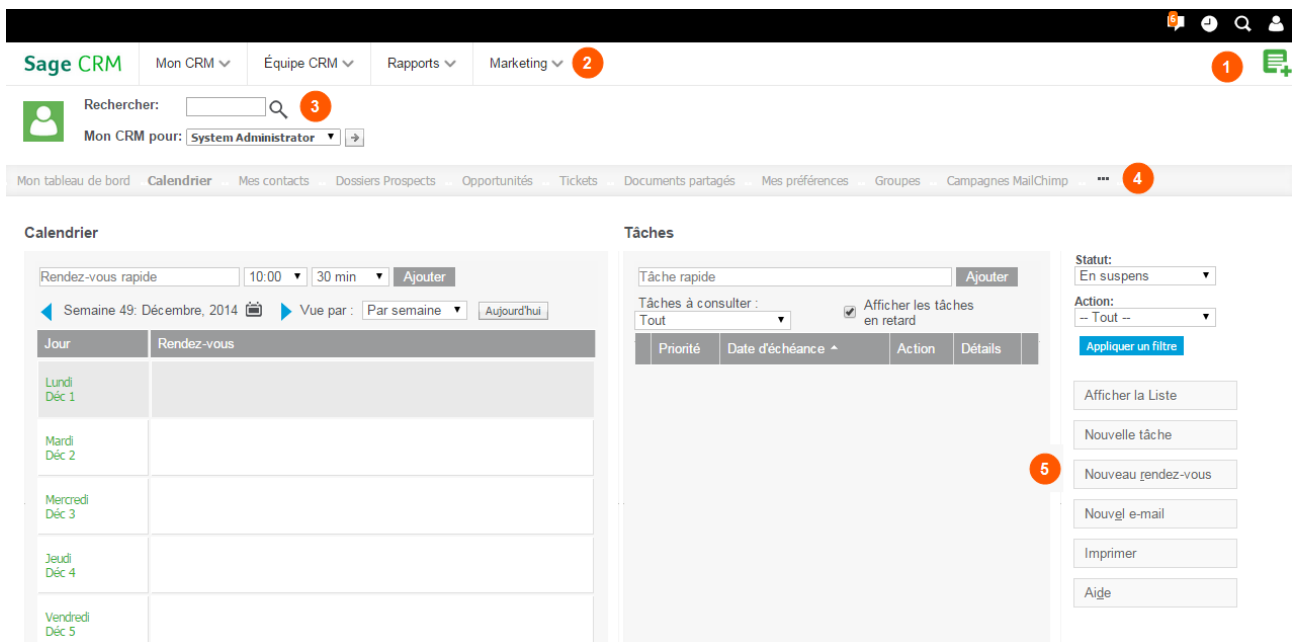 6
Sage CRM Mon CRM Équipe CRM Rapports Marketing 2 1
Rechercher: 3
Mon CRM pour: System Administrator
Mon tableau de bord Calendrier Mes contacts Dossiers Prospects Opportunités Tickets Documents partagés Mes préférences Groupes Campagnes MailChimp ... 4
Calendrier
Rendez-vous rapide 10:00 30 min Ajouter
Semaine 49: Décembre, 2014 Vue par : Par semaine Aujourd'hui
Jour Rendez-vous
Lundi
Déc 1
Mardi
Déc 2
Mercredi
Déc 3
Jeudi
Déc 4
Vendredi
Déc 5
Tâches
Tâche rapide Ajouter
Tâches à consulter :
Tout
Afficher les tâches
en retard
Priorité Date d'échéance Action Détails
Statut:
En suspens
Action:
-- Tout --
Appliquer un filtre
Afficher la Liste
Nouvelle tâche
5
Nouveau rendez-vous
Nouvel e-mail
Imprimer
Aide